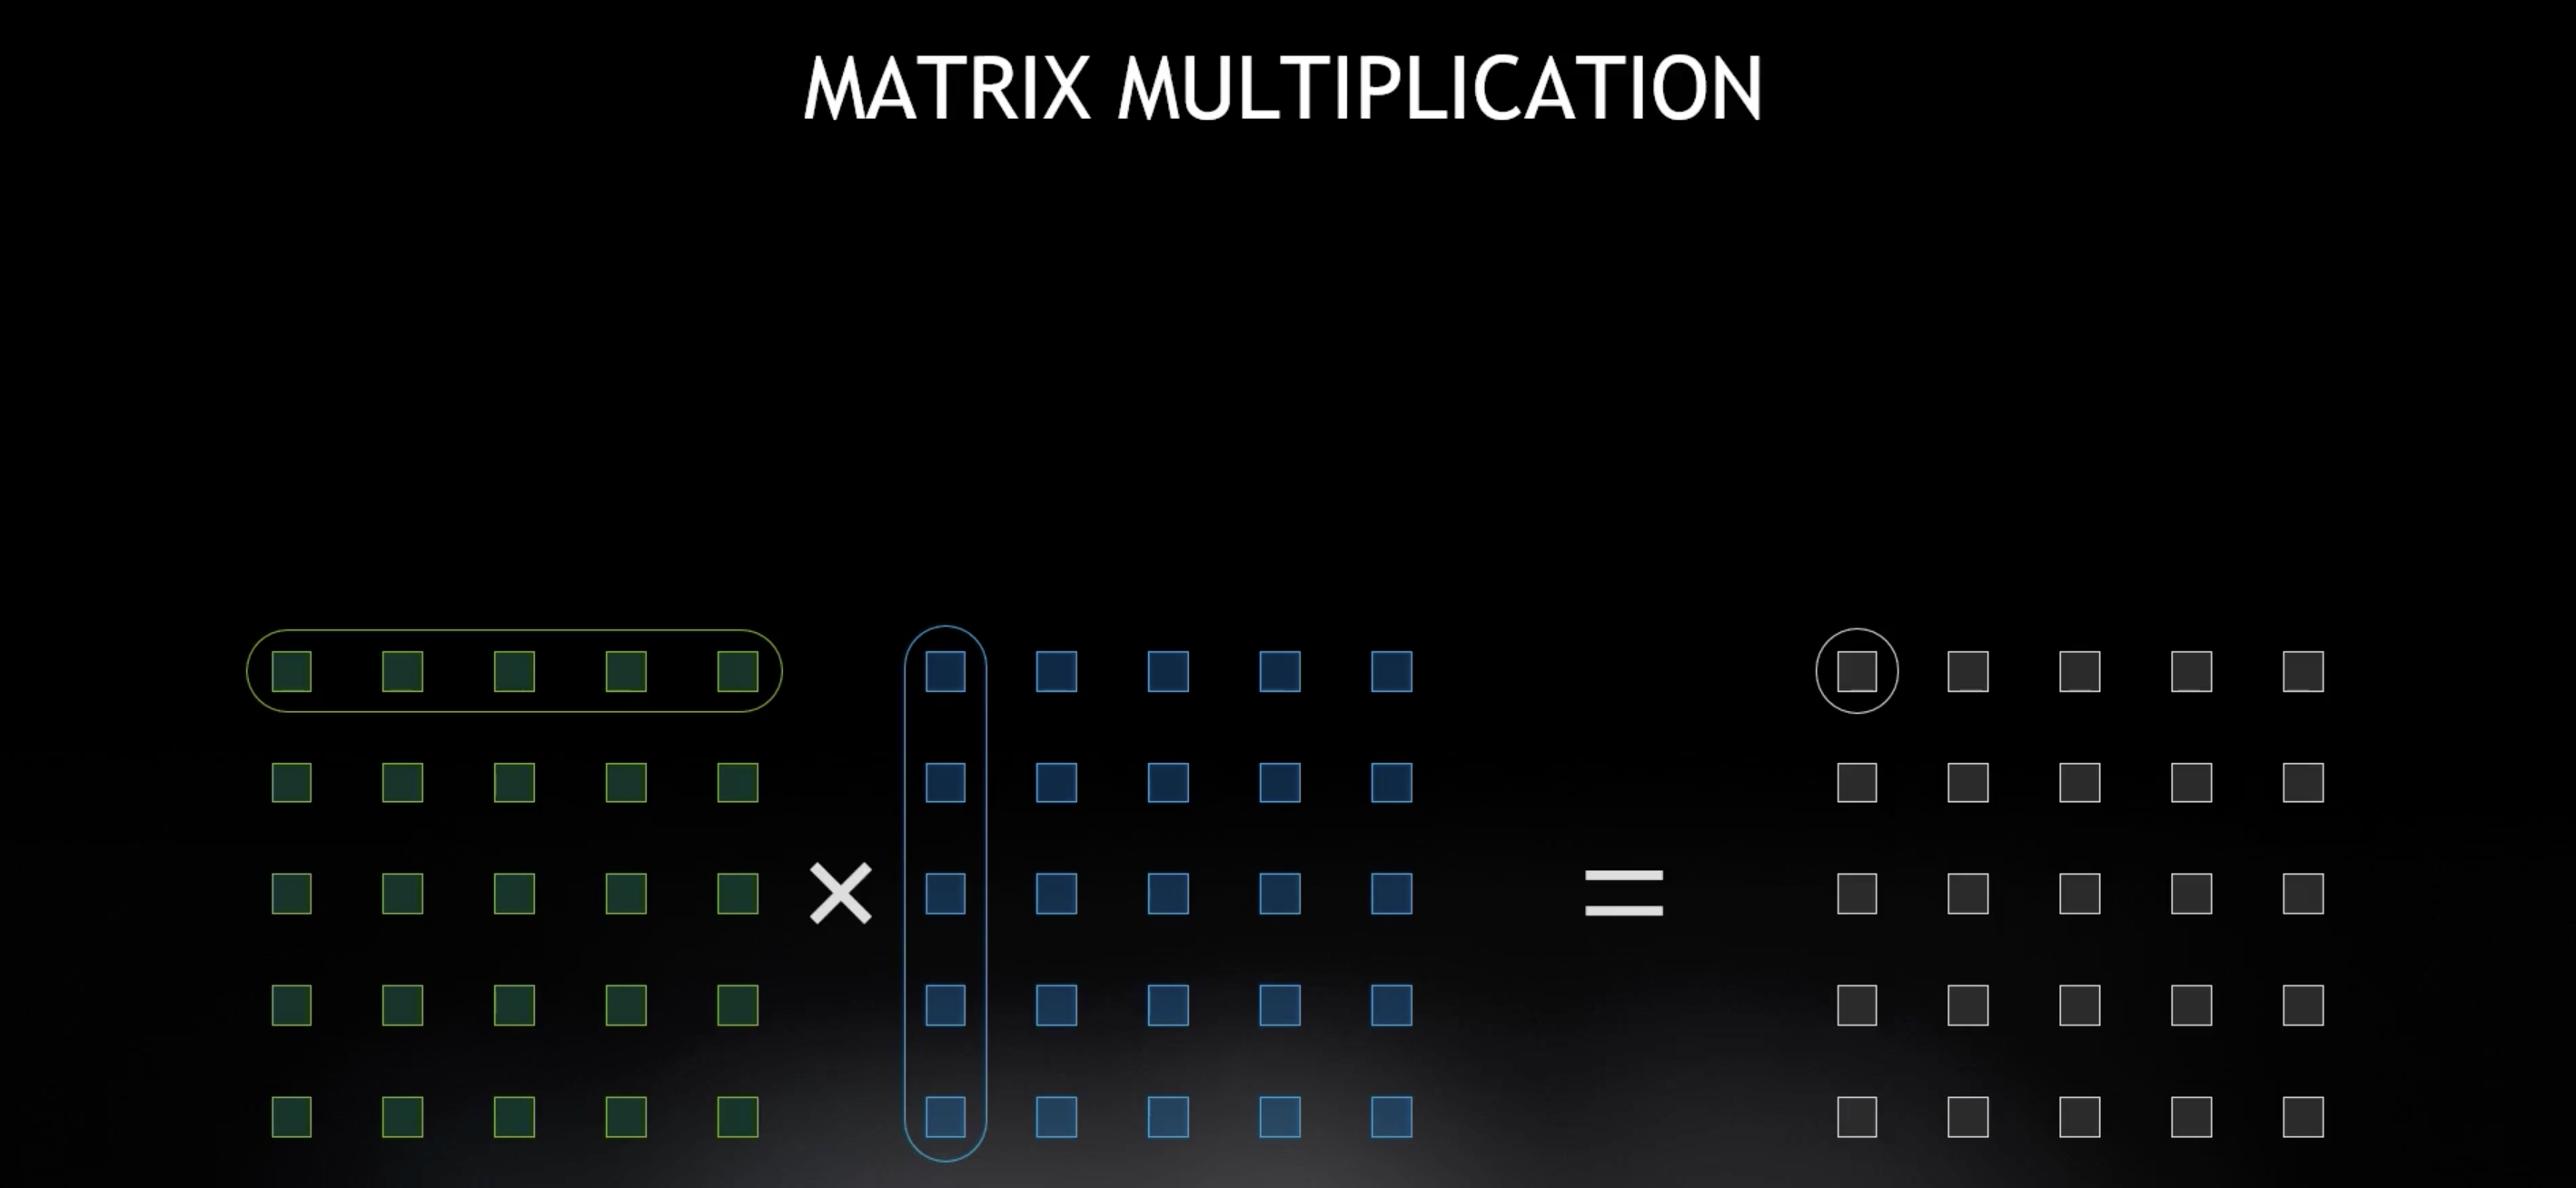 MATRIX MULTIPLICATION
× =